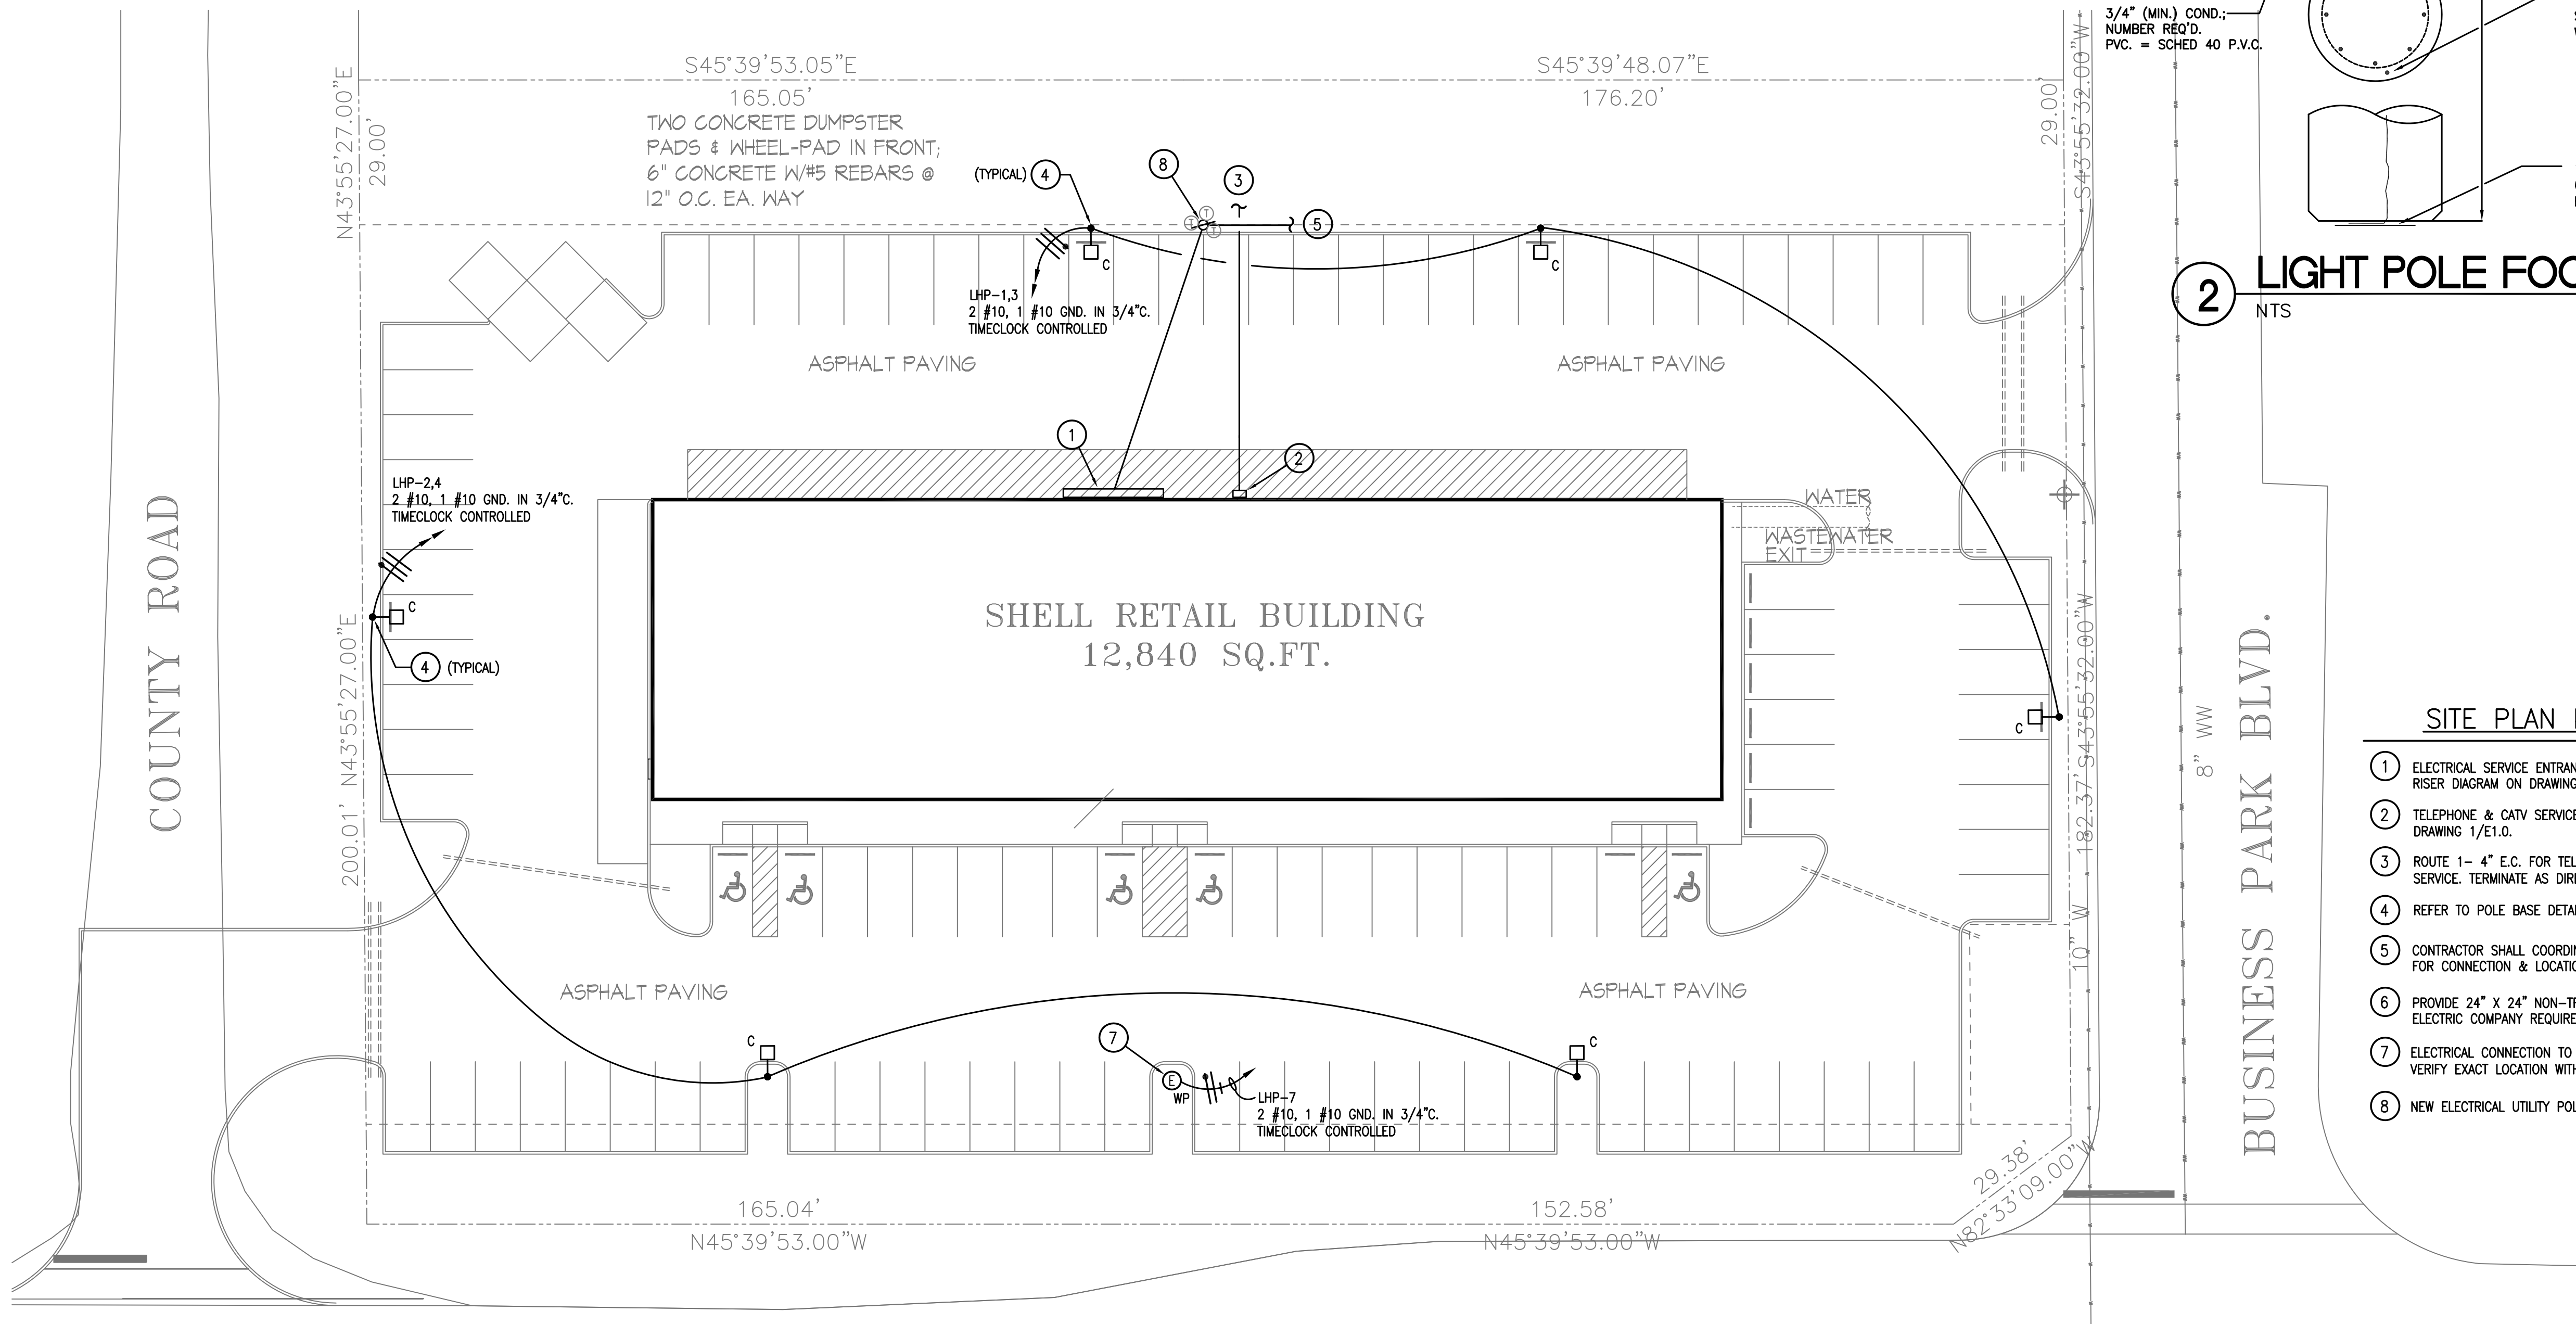 3/4" (MIN.) COND.;
NUMBER REQ'D.
PVC. = SCHED 40 P.V.C.
S45°39'53.05"E
165.05'
S45°39'48.07"E
176.20'
N43°55'27.00"E
29.00'
29.00'
S43°55'32.00"W
TWO CONCRETE DUMPSTER
PADS & WHEEL-PAD IN FRONT;
6" CONCRETE W/#5 REBARS @
12" O.C. EA. WAY
(TYPICAL) 4
8
3
5
T
T
T
C
C
LHP-1,3
2 #10, 1 #10 GND. IN 3/4"C.
TIMECLOCK CONTROLLED
2
LIGHT POLE FOO
NTS
ASPHALT PAVING
ASPHALT PAVING
1
2
LHP-2,4
2 #10, 1 #10 GND. IN 3/4"C.
TIMECLOCK CONTROLLED
WATER
WASTEWATER
EXIT
COUNTY ROAD
C
4 (TYPICAL)
SHELL RETAIL BUILDING
12,840 SQ.FT.
200.01' N43°55'27.00"E
C
182.37' S43°55'32.00"W
10" W
8" WW
BUSINESS PARK BLVD.
SITE PLAN
1 ELECTRICAL SERVICE ENTRAN
RISER DIAGRAM ON DRAWING
2 TELEPHONE & CATV SERVICE
DRAWING 1/E1.0.
3 ROUTE 1- 4" E.C. FOR TEL
SERVICE. TERMINATE AS DIR
4 REFER TO POLE BASE DETA
5 CONTRACTOR SHALL COORDIN
FOR CONNECTION & LOCATIO
6 PROVIDE 24" X 24" NON-TR
ELECTRIC COMPANY REQUIRE
7 ELECTRICAL CONNECTION TO
VERIFY EXACT LOCATION WITH
8 NEW ELECTRICAL UTILITY POL
ASPHALT PAVING
ASPHALT PAVING
C
7
E
WP
C
LHP-7
2 #10, 1 #10 GND. IN 3/4"C.
TIMECLOCK CONTROLLED
165.04'
N45°39'53.00"W
152.58'
N45°39'53.00"W
29.38'
N82°33'09.00"W